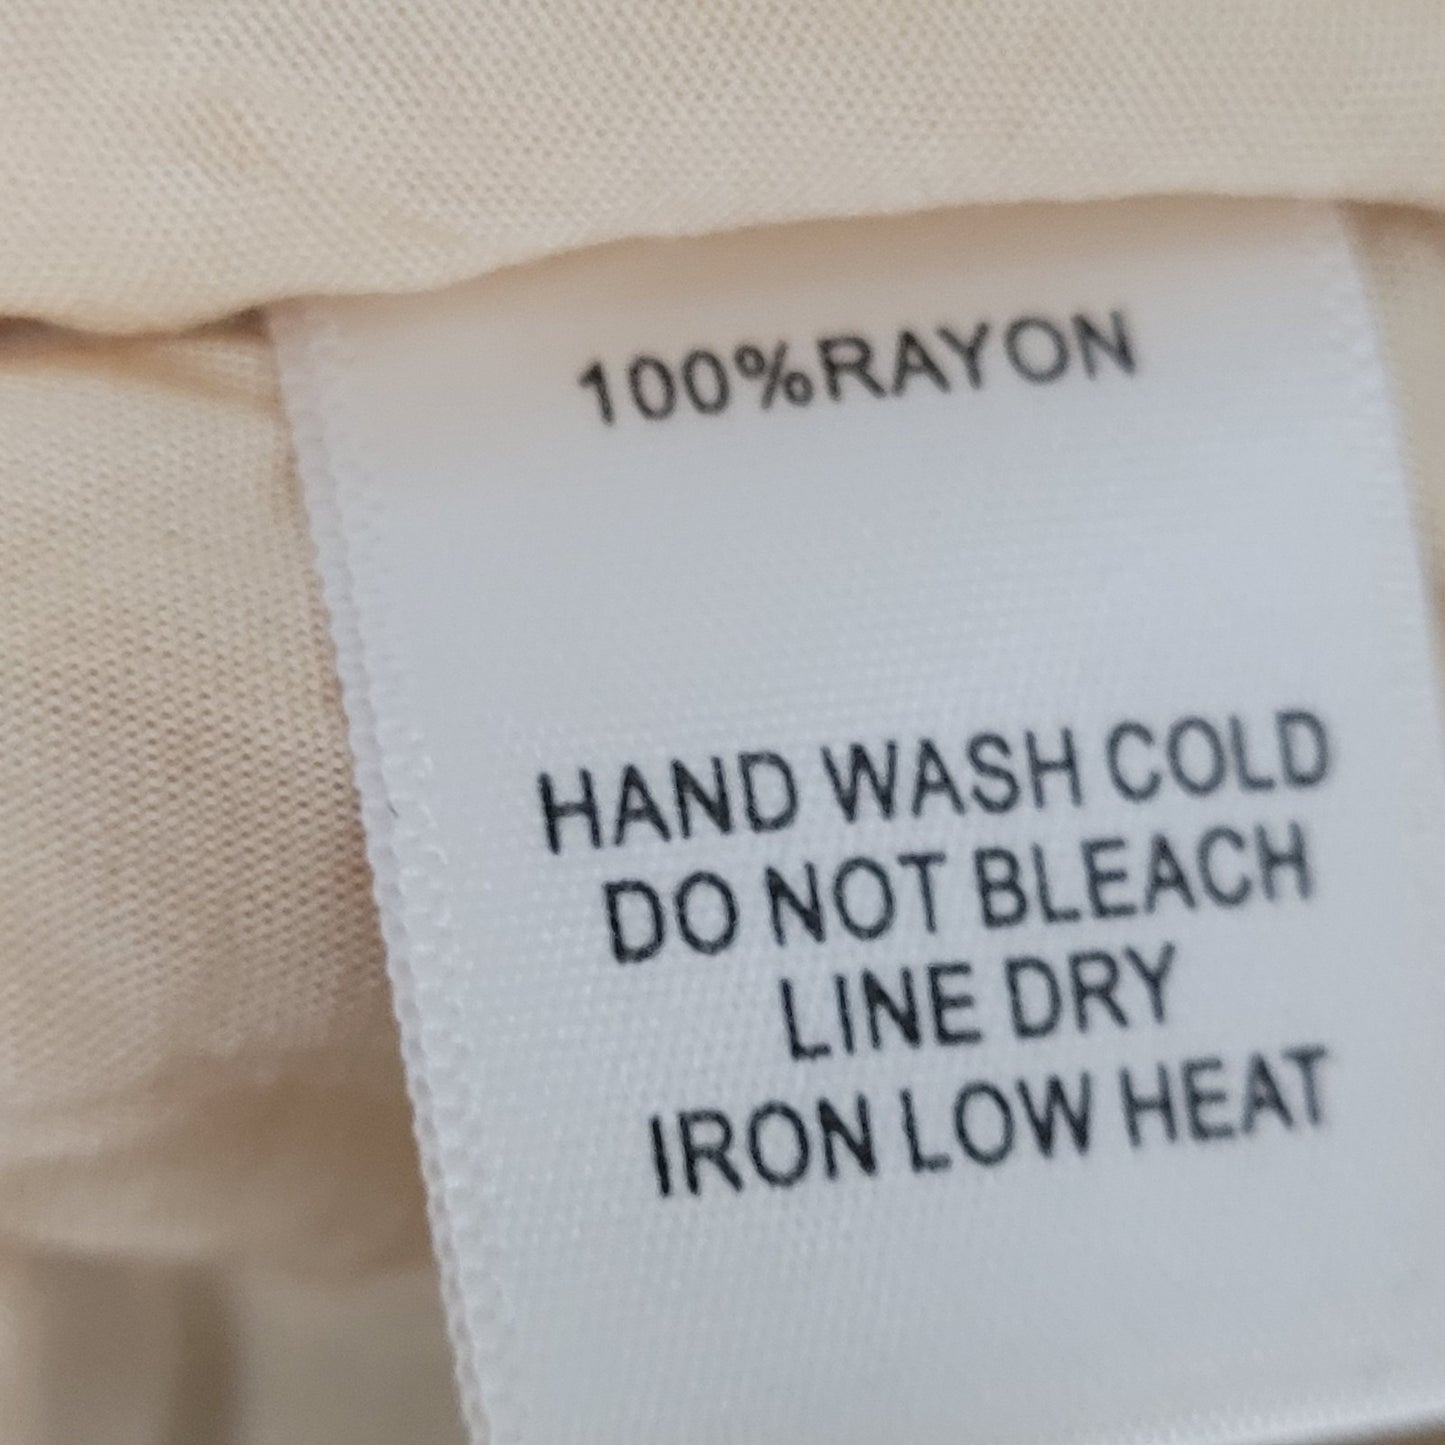 100%RAYON
HAND WASH COLD
DO NOT BLEACH
LINE DRY
IRON LOW HEAT